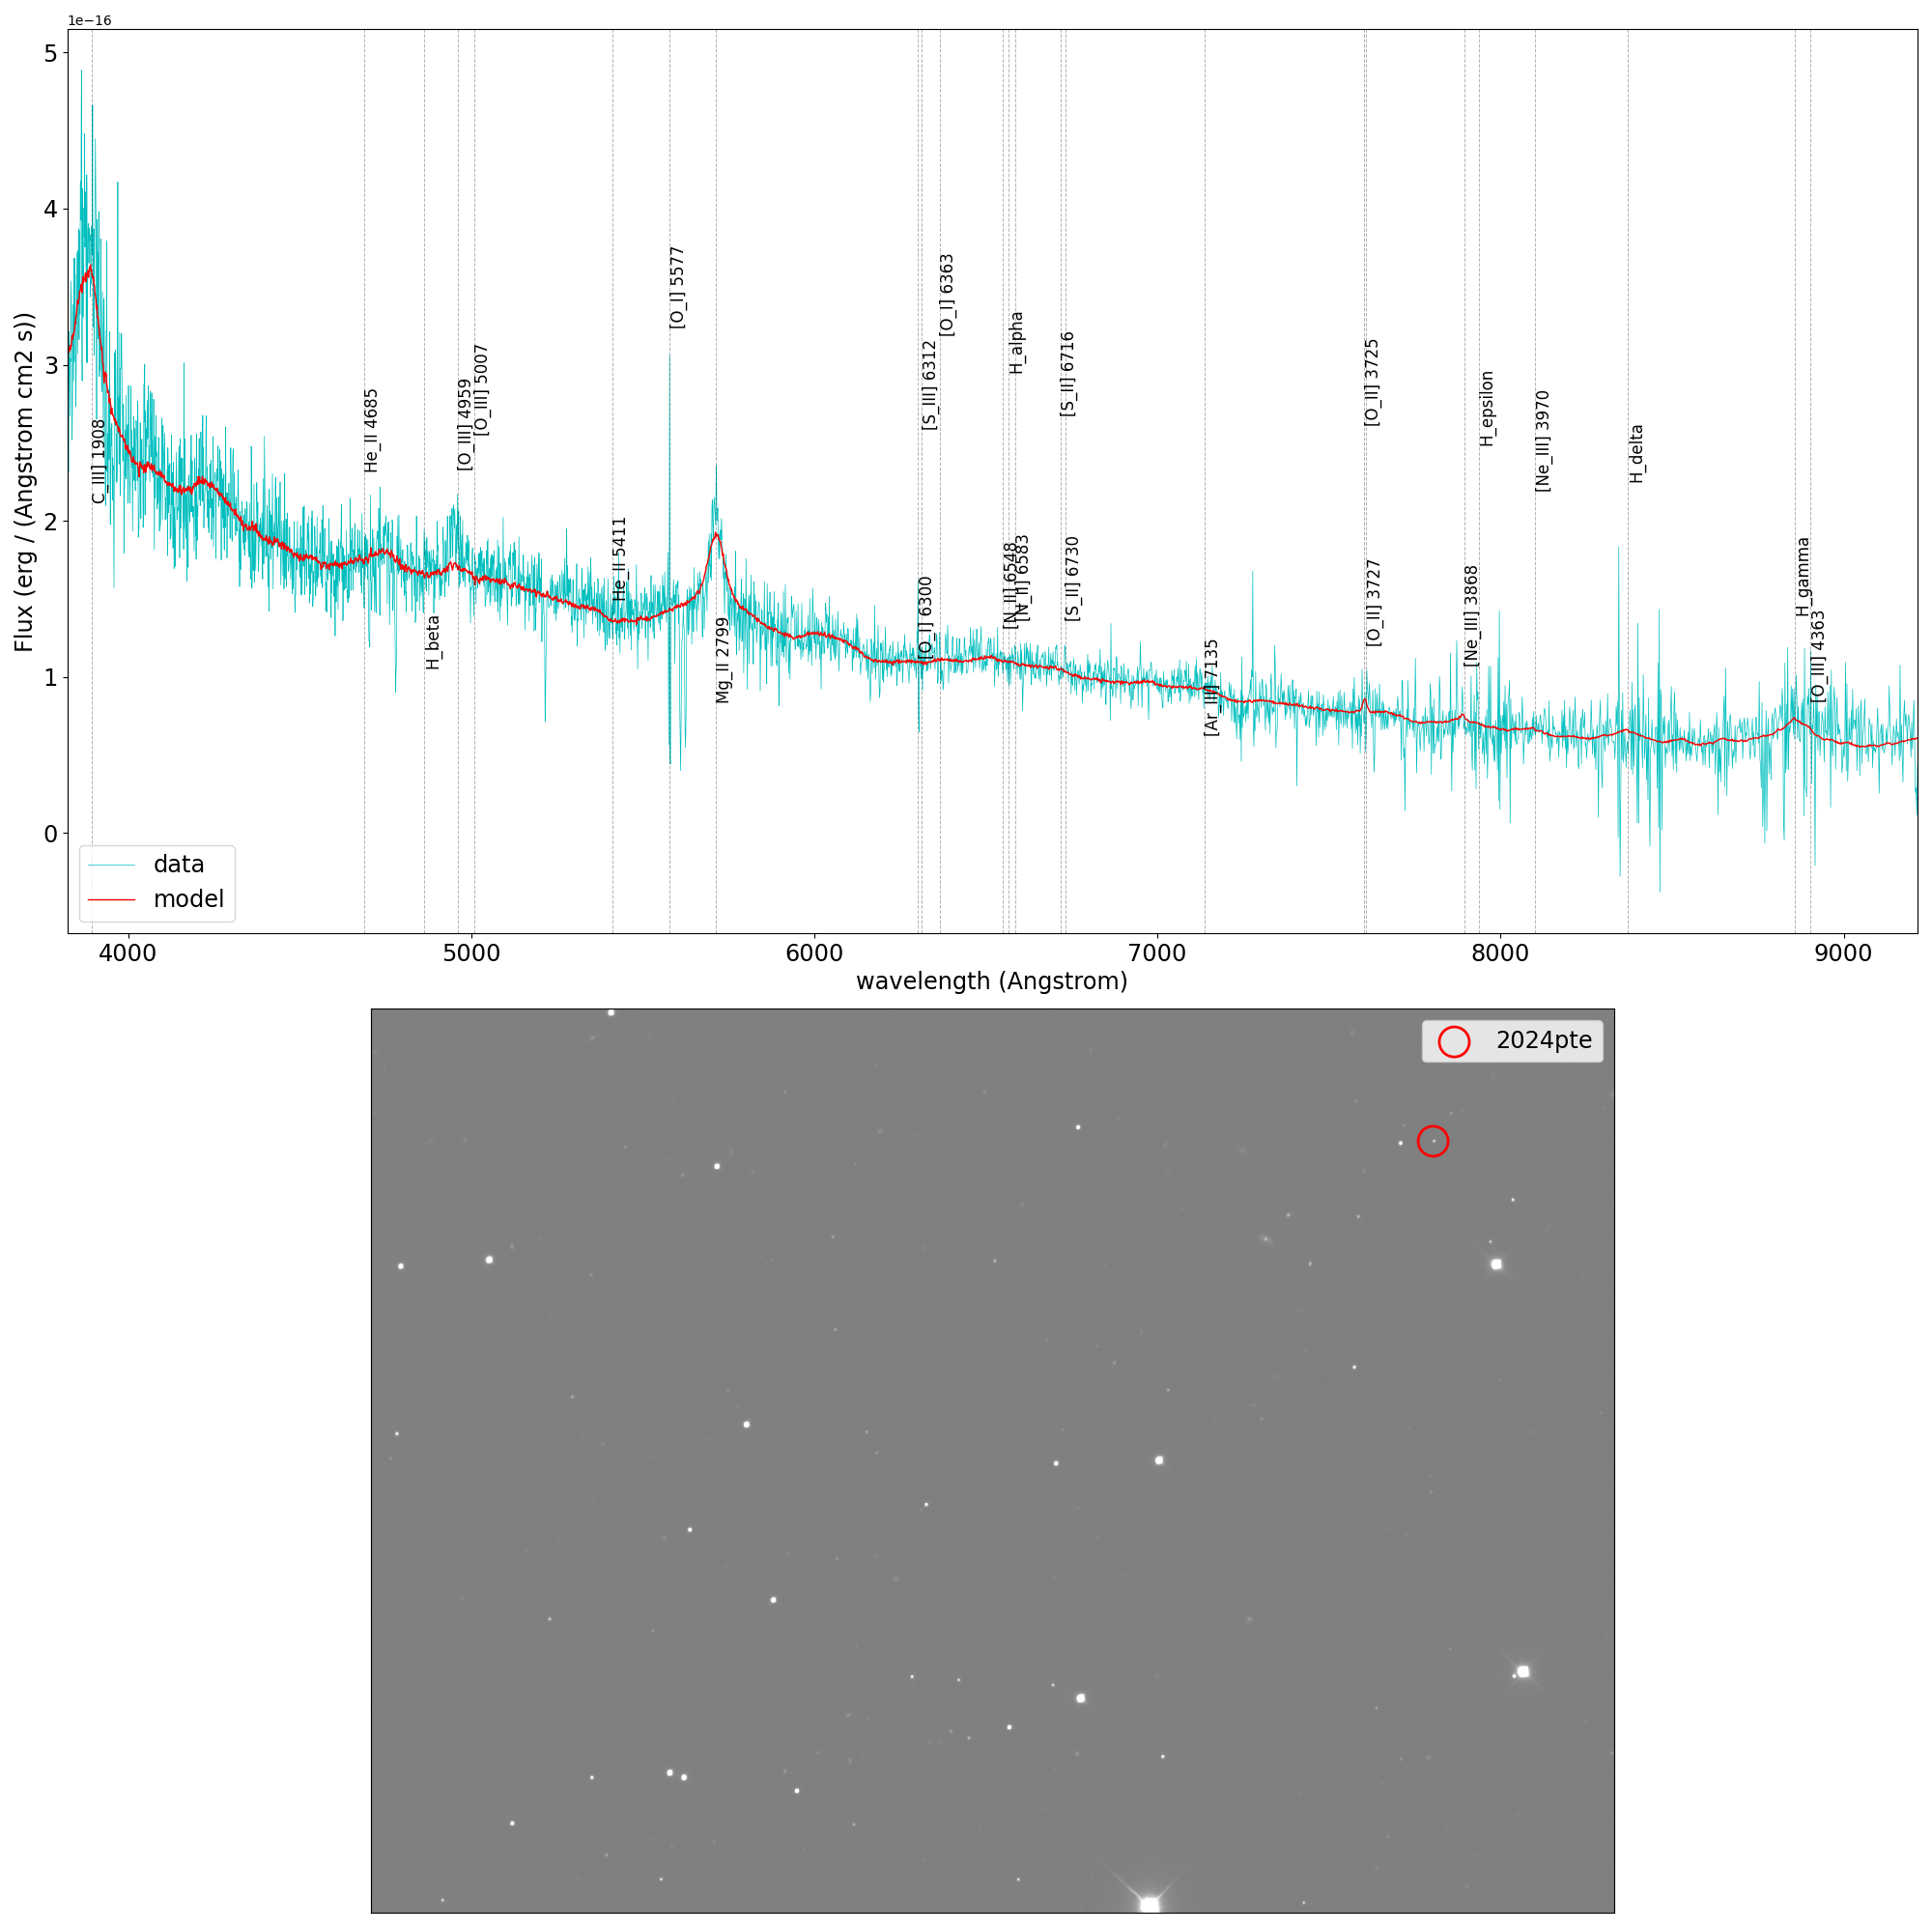 1e−16
5
4
3
2
1
0
Flux (erg / (Angstrom cm2 s))
C_III] 1908
He_II 4685
H_beta
[O_III] 4959
[O_III] 5007
He_II 5411
[O_I] 5577
Mg_II 2799
[O_I] 6300
[S_III] 6312
[O_I] 6363
[N_II] 6548
H_alpha
[N_II] 6583
[S_II] 6716
[S_II] 6730
[Ar_III] 7135
[O_II] 3725
[O_II] 3727
[Ne_III] 3868
H_epsilon
[Ne_III] 3970
H_delta
H_gamma
[O_III] 4363
data
model
4000 5000 6000 7000 8000 9000
wavelength (Angstrom)
2024pte